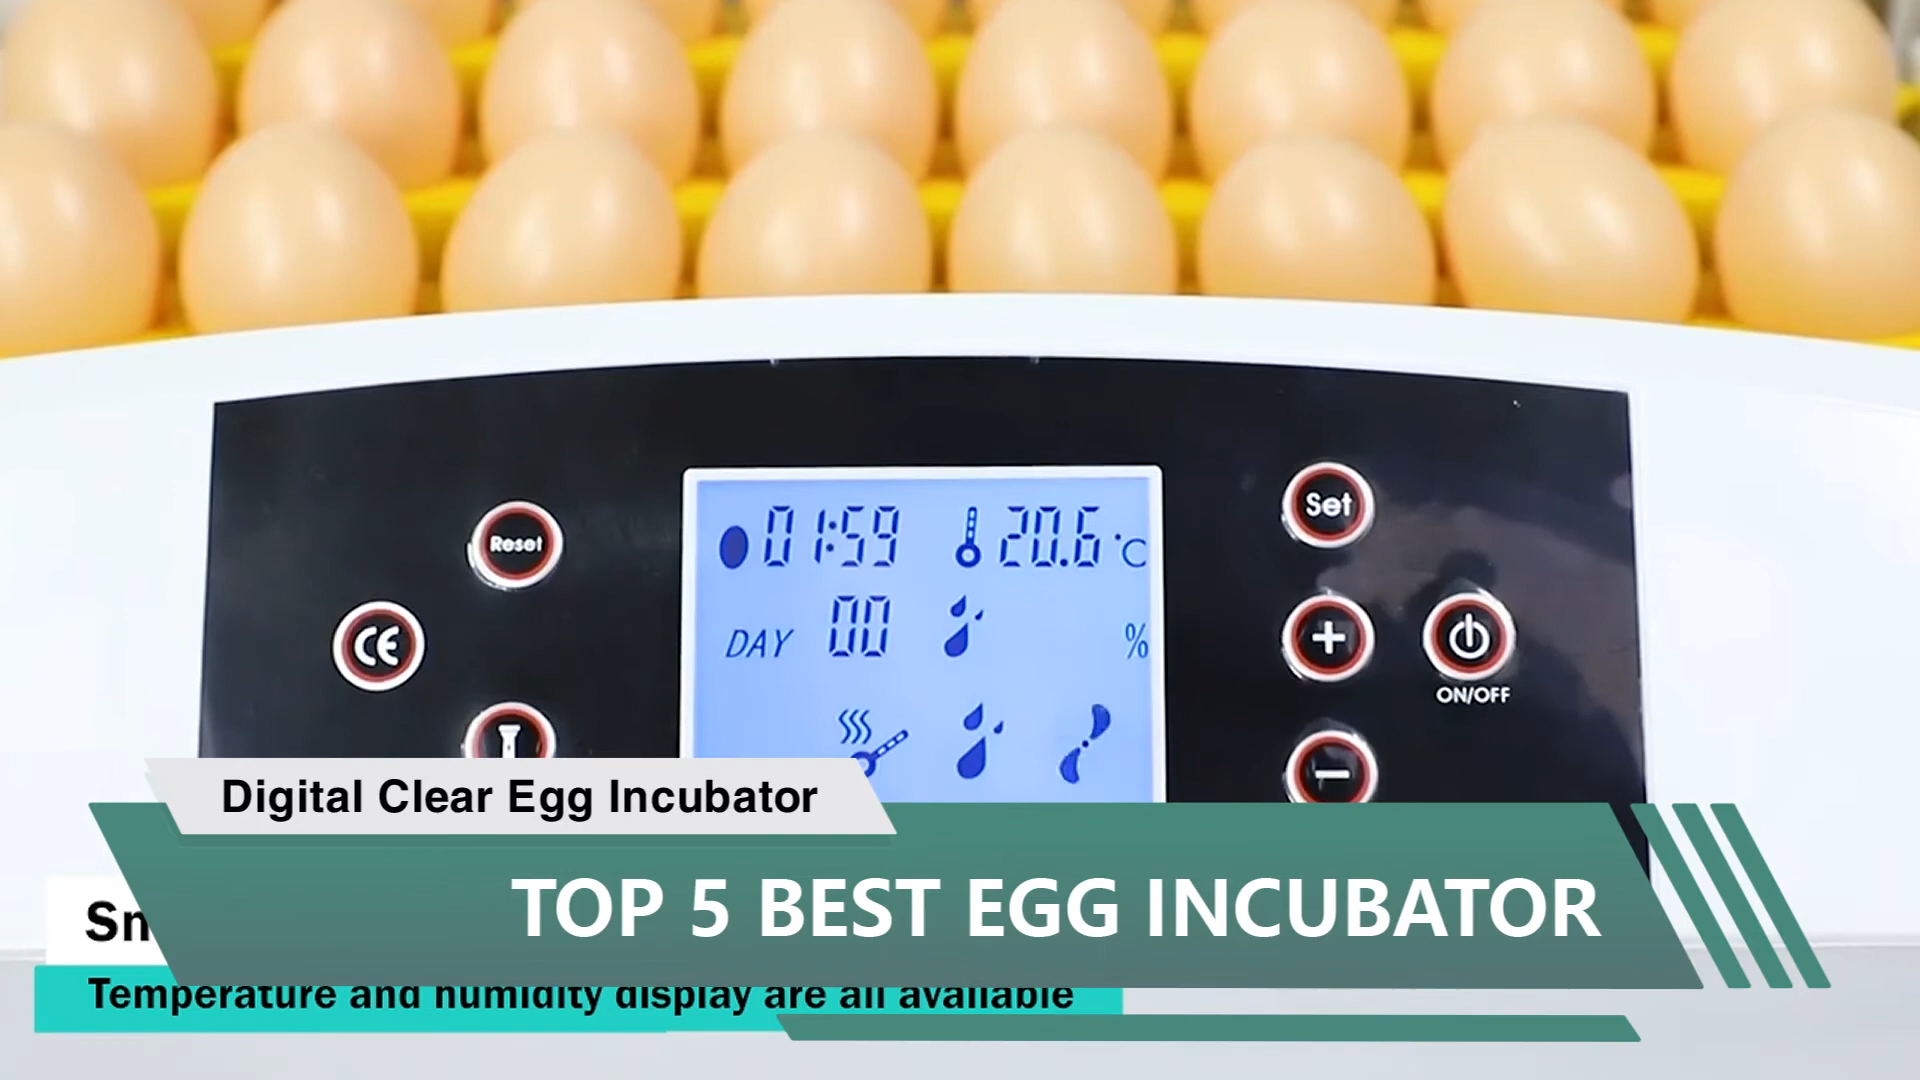 Reset
CE
01:59
20.6 °C
DAY 00
%
Set
+
ON/OFF
-
Digital Clear Egg Incubator
TOP 5 BEST EGG INCUBATOR
Temperature and humidity display are all available